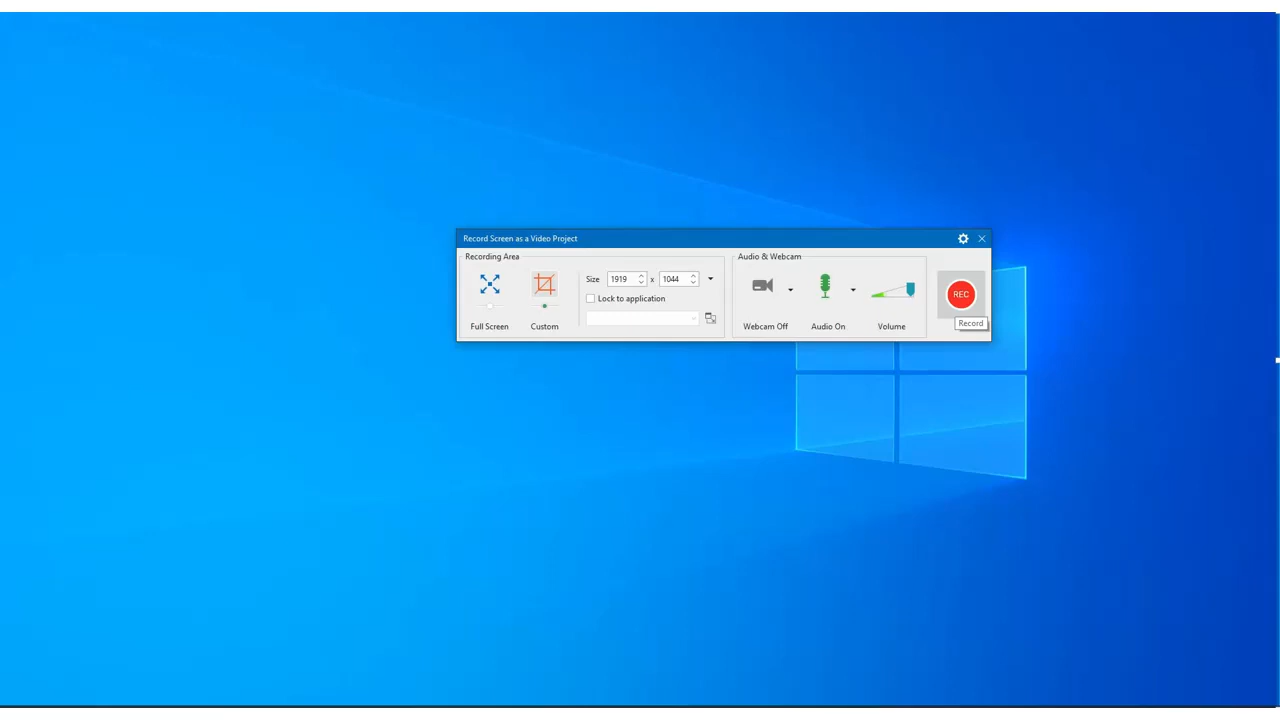 Record Screen as a Video Project
Recording Area
Audio & Webcam
Size 1919 x 1044
Lock to application
REC
Full Screen
Custom
Webcam Off
Audio On
Volume
Record